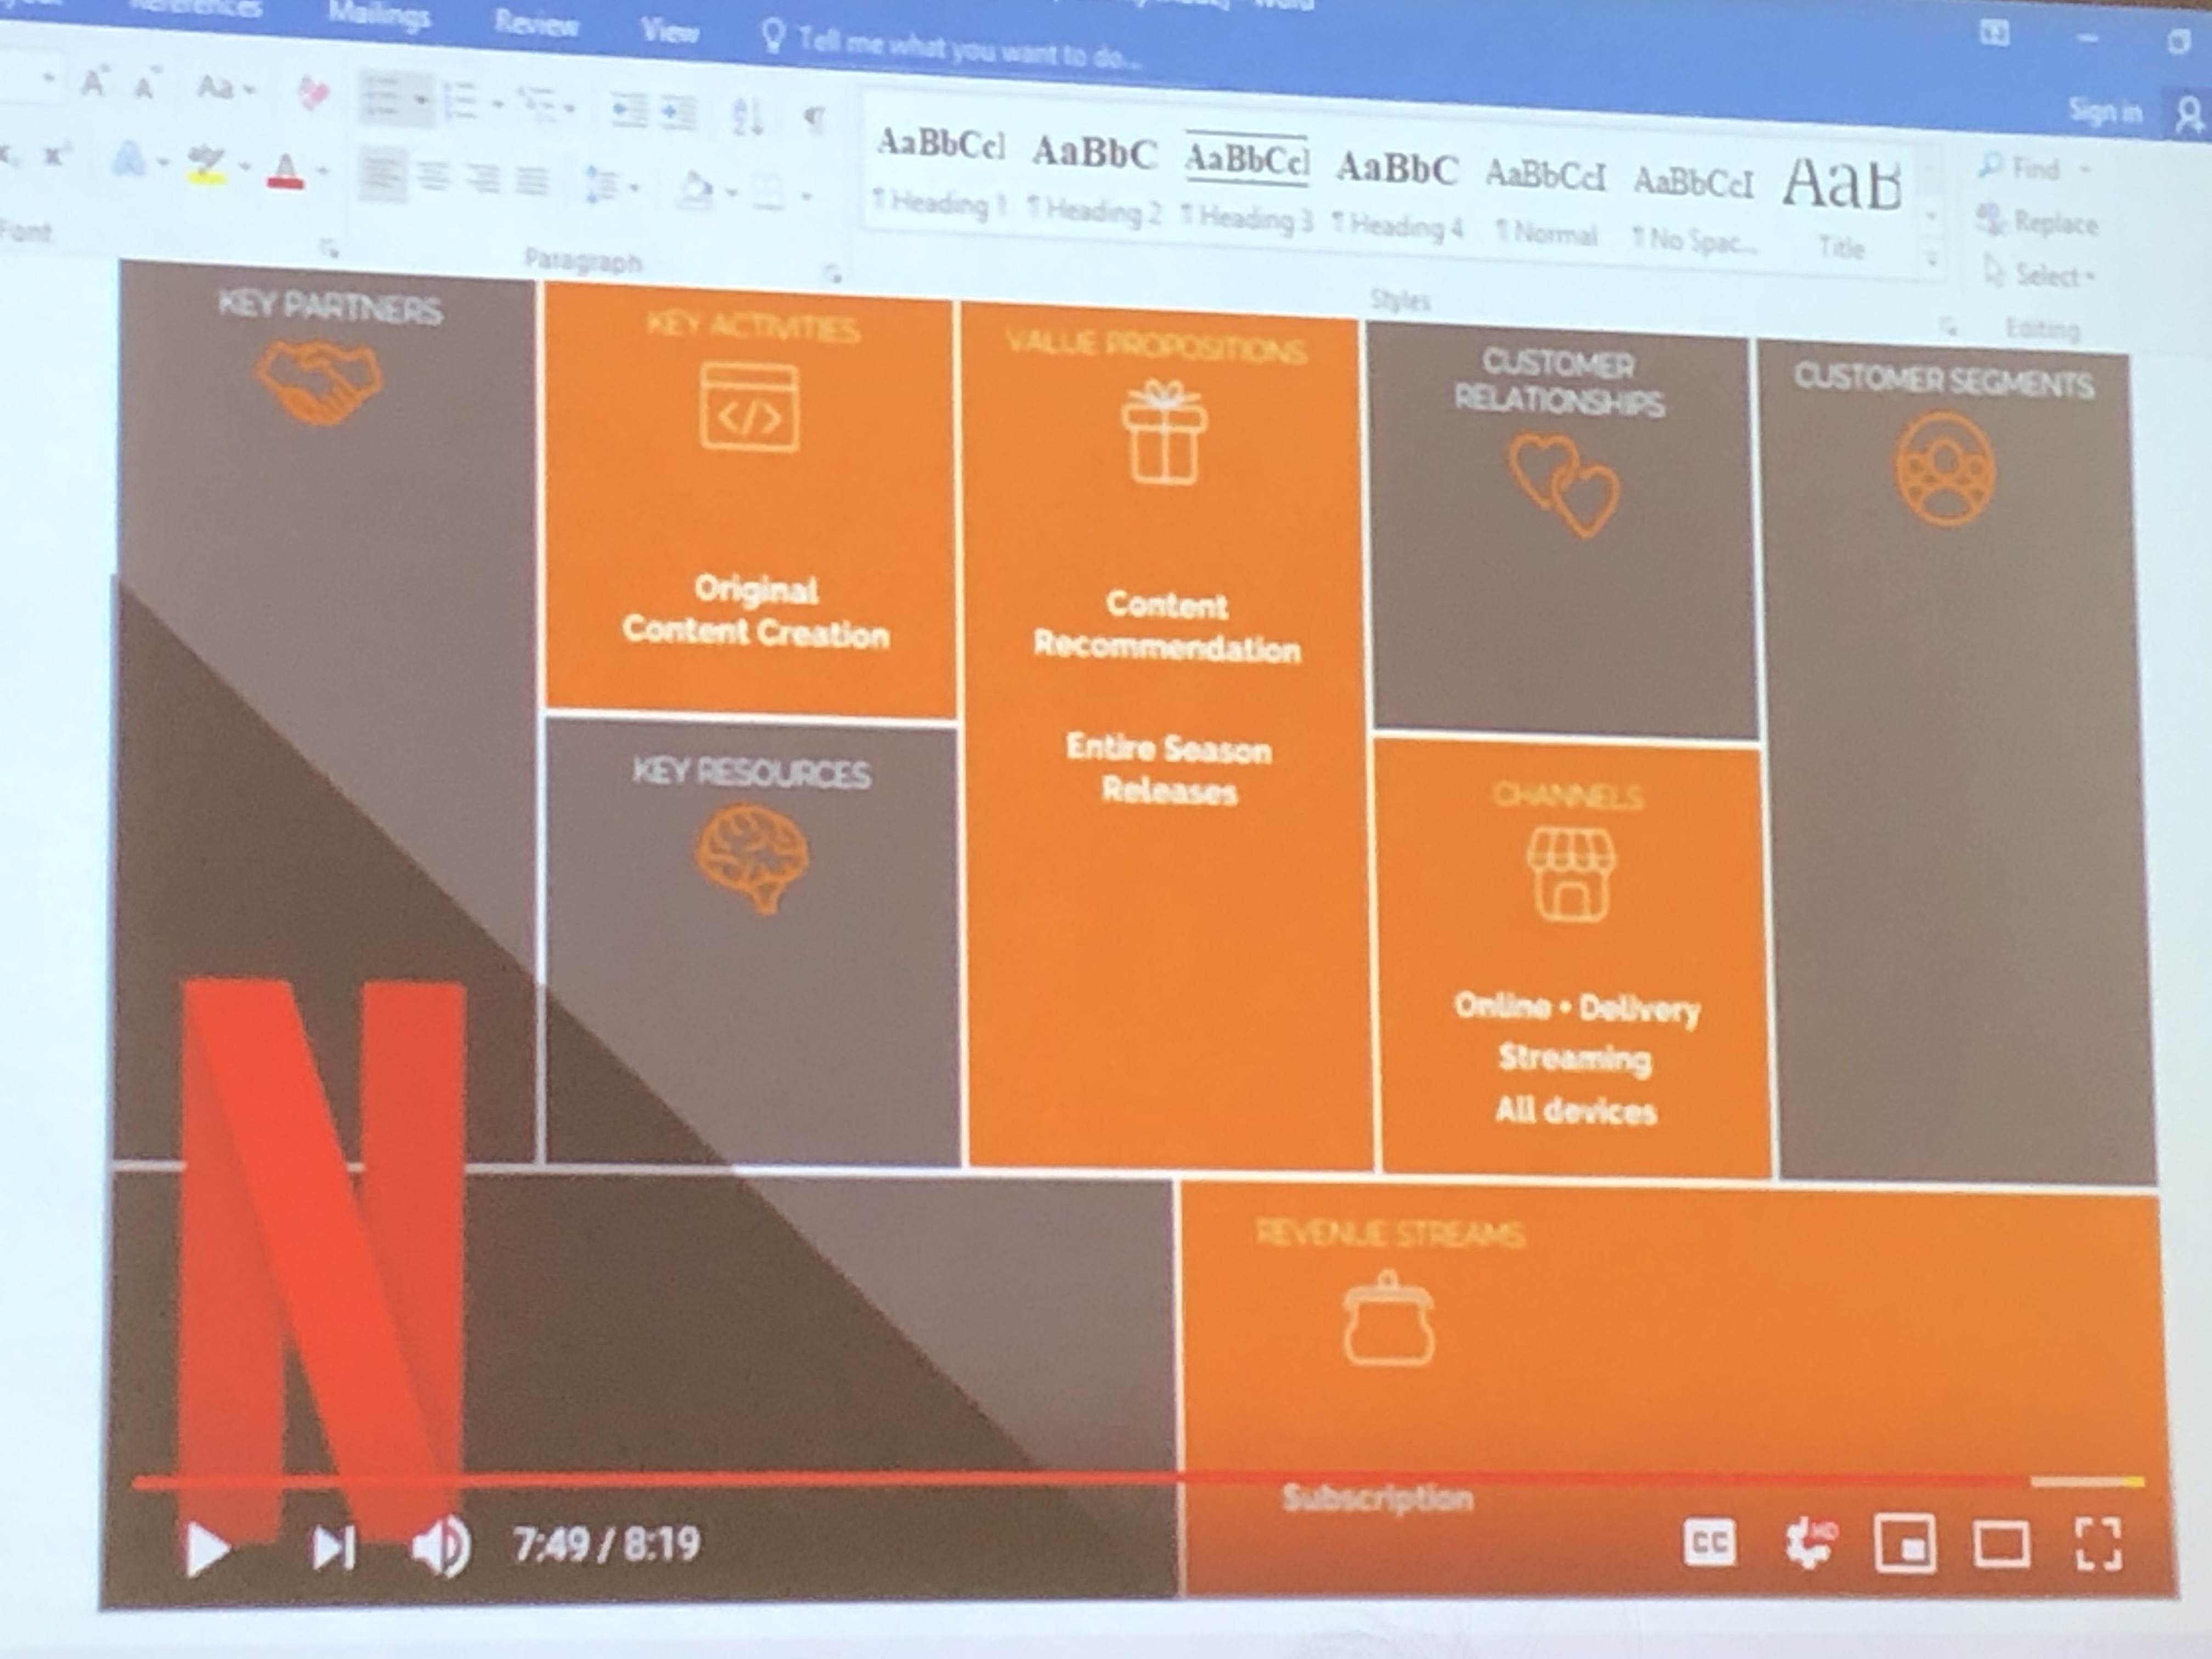 References Mailings Review View Tell me what you want to do...
Sign in
Aa
AaBbCcI AaBbC AaBbCcI AaBbC AaBbCcI AaBbCcI AaB
¶ Heading 1 ¶ Heading 2 ¶ Heading 3 ¶ Heading 4 ¶ Normal ¶ No Spac... Title
Find
Replace
Select
Font Paragraph Styles Editing
KEY PARTNERS
KEY ACTIVITIES
</>
Original
Content Creation
KEY RESOURCES
VALUE PROPOSITIONS
Content
Recommendation
Entire Season
Releases
CUSTOMER
RELATIONSHIPS
CHANNELS
Online • Delivery
Streaming
All devices
CUSTOMER SEGMENTS
N
REVENUE STREAMS
Subscription
7:49 / 8:19
CC
HD